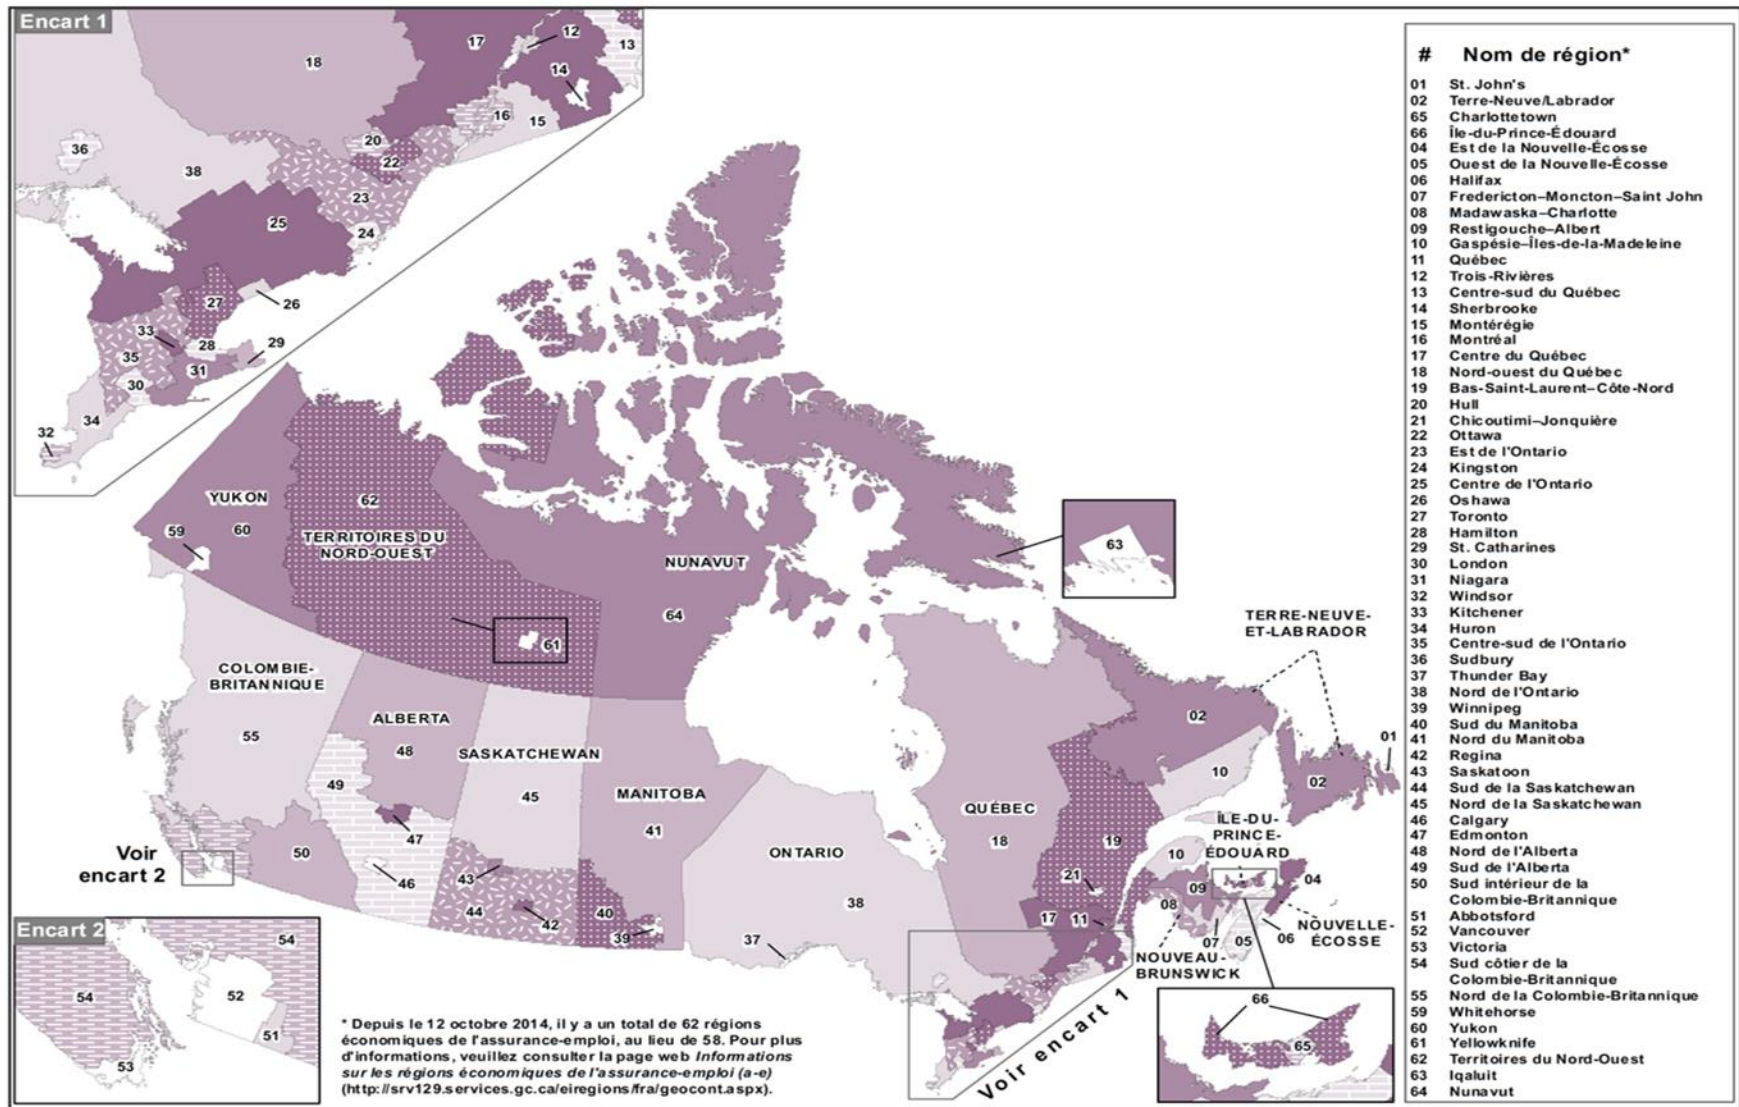 Encart 1
12
17
13
18
14
16
15
20
36
22
38
23
25
24
27
26
33
28
29
35
31
30
34
32
YUKON
62
59
60
TERRITOIRES DU
NORD-OUEST
NUNAVUT
63
64
61
TERRE-NEUVE-
ET-LABRADOR
COLOMBIE-
BRITANNIQUE
ALBERTA
02
55
48
SASKATCHEWAN
01
10
02
49
45
MANITOBA
QUÉBEC
ÎLE-DU-
PRINCE-
ÉDOUARD
47
41
18
19
50
ONTARIO
10
Voir
encart 2
46
43
21
09
04
44
42
40
38
08
17
11
39
37
07
05
06
NOUVELLE-
ÉCOSSE
NOUVEAU-
BRUNSWICK
Encart 2
54
54
52
51
53
66
65
Voir encart 1
* Depuis le 12 octobre 2014, il y a un total de 62 régions
économiques de l'assurance-emploi, au lieu de 58. Pour plus
d'informations, veuillez consulter la page web Informations
sur les régions économiques de l'assurance-emploi (a-e)
(http://srv129.services.gc.ca/eiregions/fra/geocont.aspx).
# Nom de région*
01 St. John's
02 Terre-Neuve/Labrador
65 Charlottetown
66 Île-du-Prince-Édouard
04 Est de la Nouvelle-Écosse
05 Ouest de la Nouvelle-Écosse
06 Halifax
07 Fredericton–Moncton–Saint John
08 Madawaska–Charlotte
09 Restigouche–Albert
10 Gaspésie–Îles-de-la-Madeleine
11 Québec
12 Trois-Rivières
13 Centre-sud du Québec
14 Sherbrooke
15 Montérégie
16 Montréal
17 Centre du Québec
18 Nord-ouest du Québec
19 Bas-Saint-Laurent–Côte-Nord
20 Hull
21 Chicoutimi–Jonquière
22 Ottawa
23 Est de l'Ontario
24 Kingston
25 Centre de l'Ontario
26 Oshawa
27 Toronto
28 Hamilton
29 St. Catharines
30 London
31 Niagara
32 Windsor
33 Kitchener
34 Huron
35 Centre-sud de l'Ontario
36 Sudbury
37 Thunder Bay
38 Nord de l'Ontario
39 Winnipeg
40 Sud du Manitoba
41 Nord du Manitoba
42 Regina
43 Saskatoon
44 Sud de la Saskatchewan
45 Nord de la Saskatchewan
46 Calgary
47 Edmonton
48 Nord de l'Alberta
49 Sud de l'Alberta
50 Sud intérieur de la
Colombie-Britannique
51 Abbotsford
52 Vancouver
53 Victoria
54 Sud côtier de la
Colombie-Britannique
55 Nord de la Colombie-Britannique
59 Whitehorse
60 Yukon
61 Yellowknife
62 Territoires du Nord-Ouest
63 Iqaluit
64 Nunavut